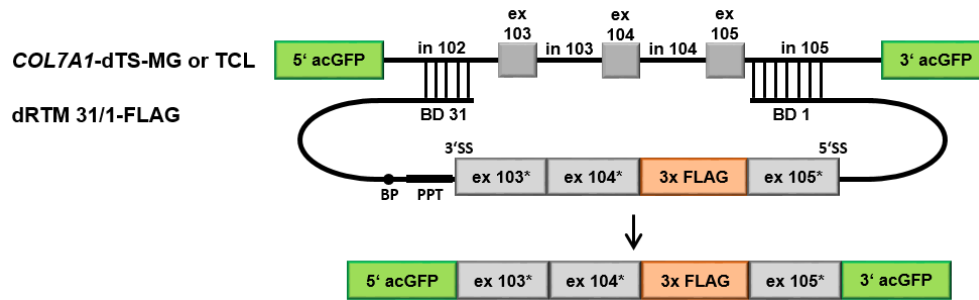 ex 103
ex 104
ex 105
COL7A1-dTS-MG or TCL
5‘ acGFP
in 102
in 103
in 104
in 105
3‘ acGFP
dRTM 31/1-FLAG
BD 31
BD 1
3‘SS
5‘SS
ex 103*
ex 104*
3x FLAG
ex 105*
BP
PPT
5‘ acGFP
ex 103*
ex 104*
3x FLAG
ex 105*
3‘ acGFP